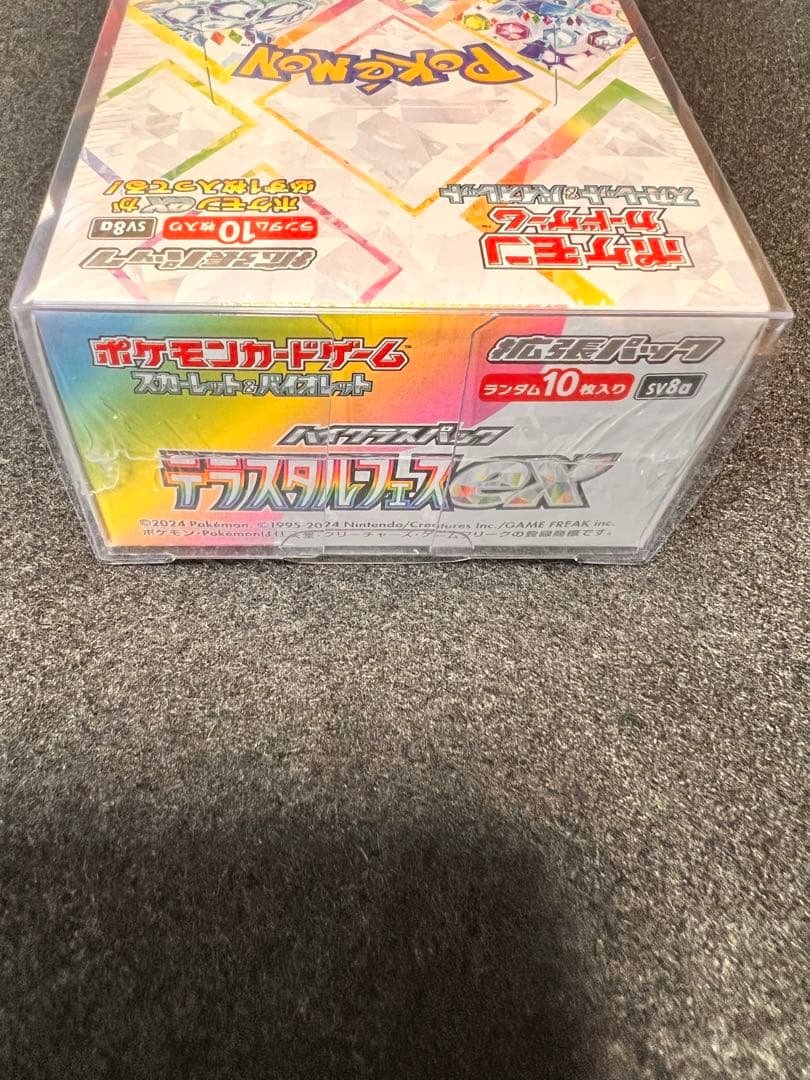 POKéMON
ポケモン
カードゲーム
スカーレット&バイオレット
拡張パック
ランダム10枚入り SV8a
ポケモンexが
必ず1枚入ってる!
ポケモンカードゲーム™
スカーレット&バイオレット
拡張パック
ランダム10枚入り SV8a
ハイクラスパック
テラスタルフェスex
©2024 Pokémon. ©1995-2024 Nintendo/Creatures Inc./GAME FREAK inc.
ポケモン・Pokémonは任天堂・クリーチャーズ・ゲームフリークの登録商標です。